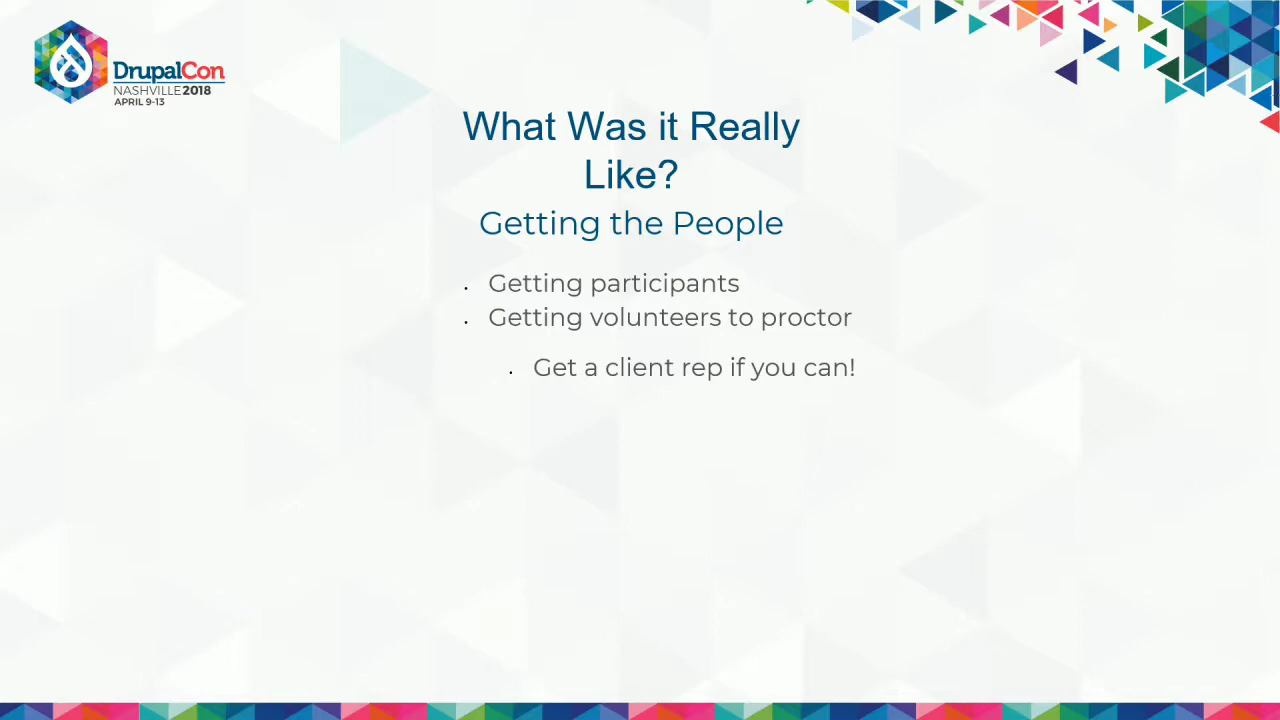 DrupalCon
NASHVILLE 2018
APRIL 9-13
What Was it Really
Like?
Getting the People
• Getting participants
• Getting volunteers to proctor
• Get a client rep if you can!